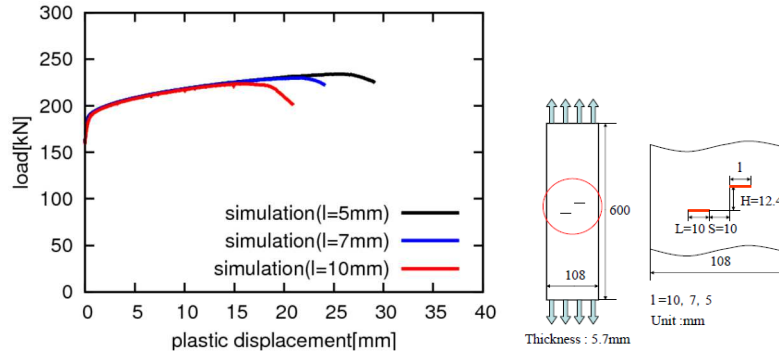 300
250
200
150
100
50
0
load[kN]
simulation(l=5mm)
simulation(l=7mm)
simulation(l=10mm)
0 5 10 15 20 25 30 35 40
plastic displacement[mm]
600
108
Thickness : 5.7mm
l
H=12.4
L=10 S=10
108
l=10, 7, 5
Unit :mm